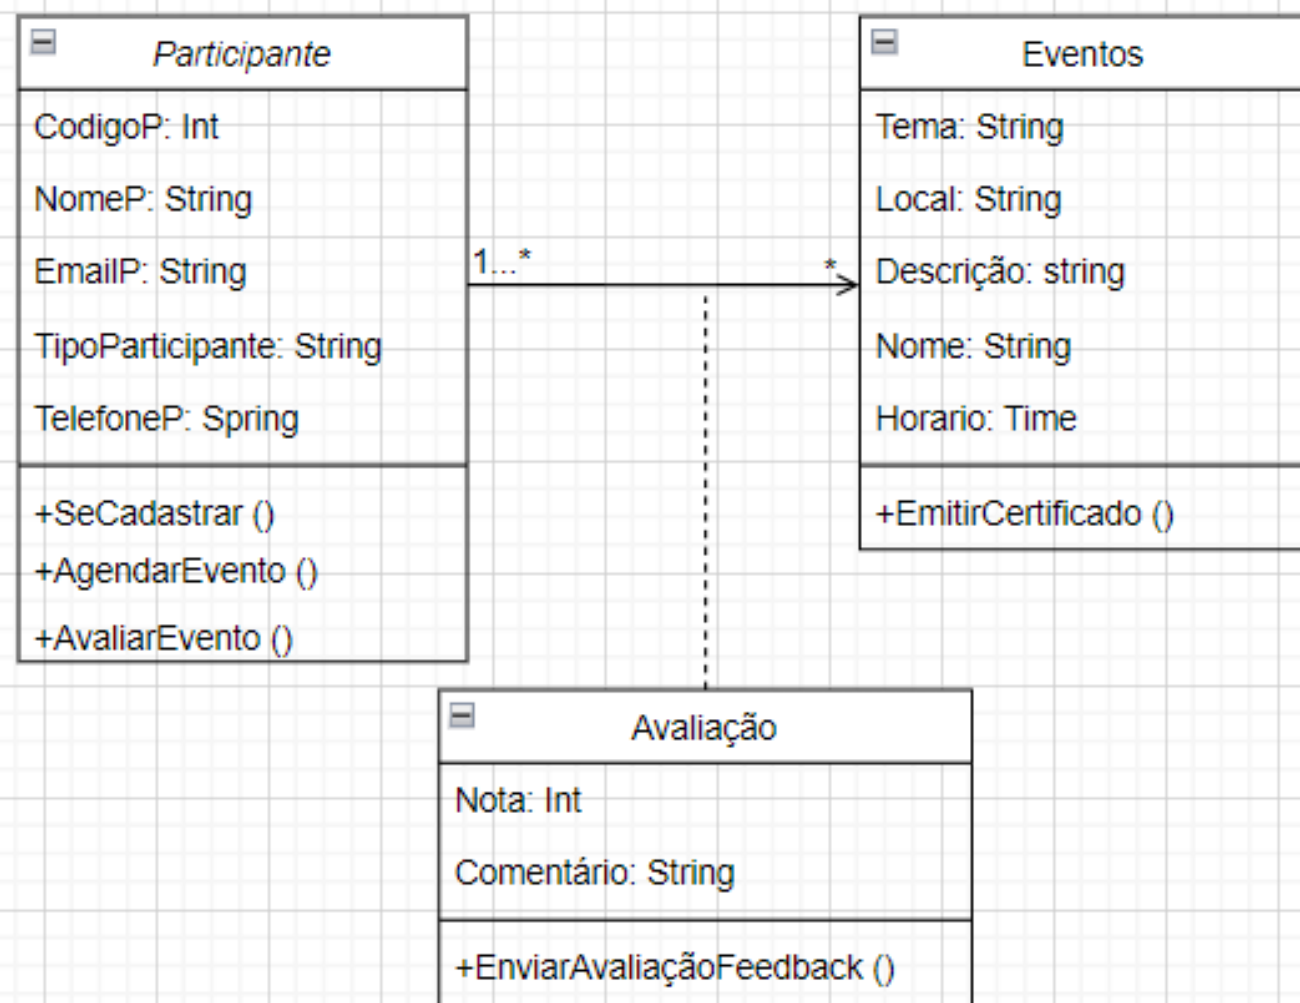 Participante
CodigoP: Int
NomeP: String
EmailP: String
TipoParticipante: String
TelefoneP: Spring
+SeCadastrar ()
+AgendarEvento ()
+AvaliarEvento ()
1...*
*
Eventos
Tema: String
Local: String
Descrição: string
Nome: String
Horario: Time
+EmitirCertificado ()
Avaliação
Nota: Int
Comentário: String
+EnviarAvaliaçãoFeedback ()